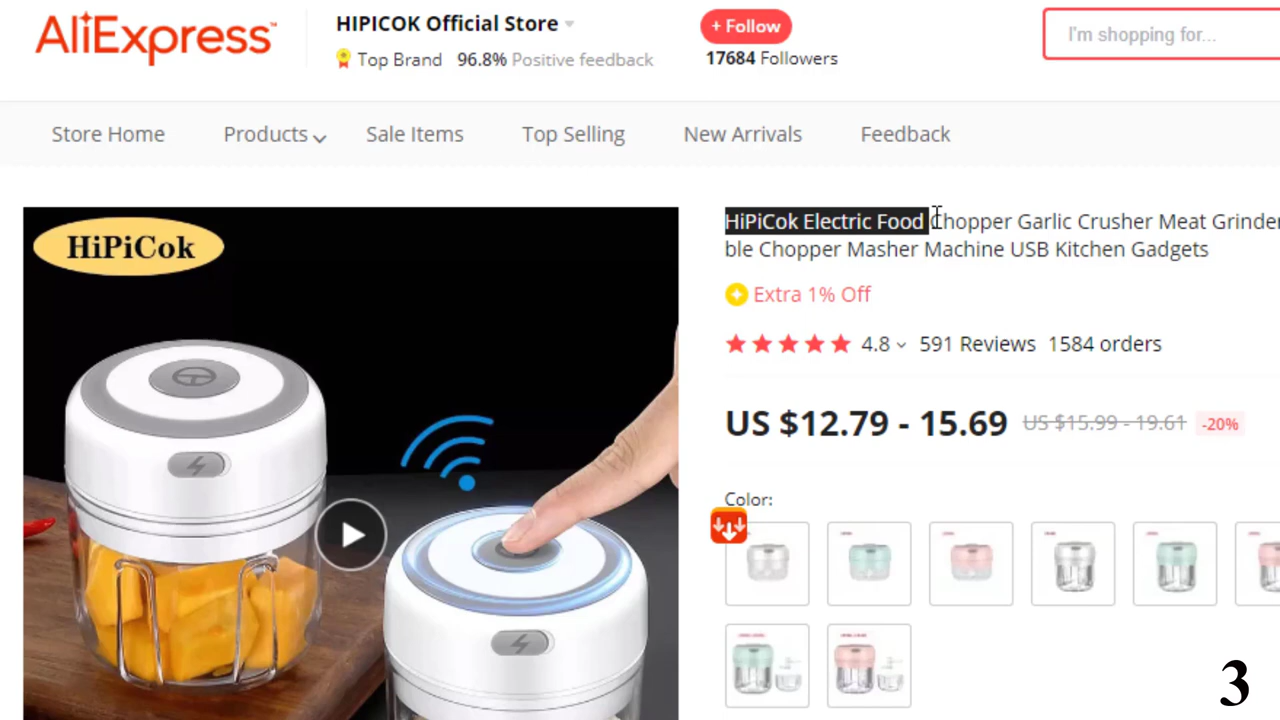 AliExpress™
HIPICOK Official Store
Top Brand 96.8% Positive feedback
+ Follow
17684 Followers
I'm shopping for...
Store Home Products Sale Items Top Selling New Arrivals Feedback
HiPiCok
HiPiCok Electric Food Chopper Garlic Crusher Meat Grinder
ble Chopper Masher Machine USB Kitchen Gadgets
Extra 1% Off
4.8 591 Reviews 1584 orders
US $12.79 - 15.69 US $15.99 - 19.61 -20%
Color:
3